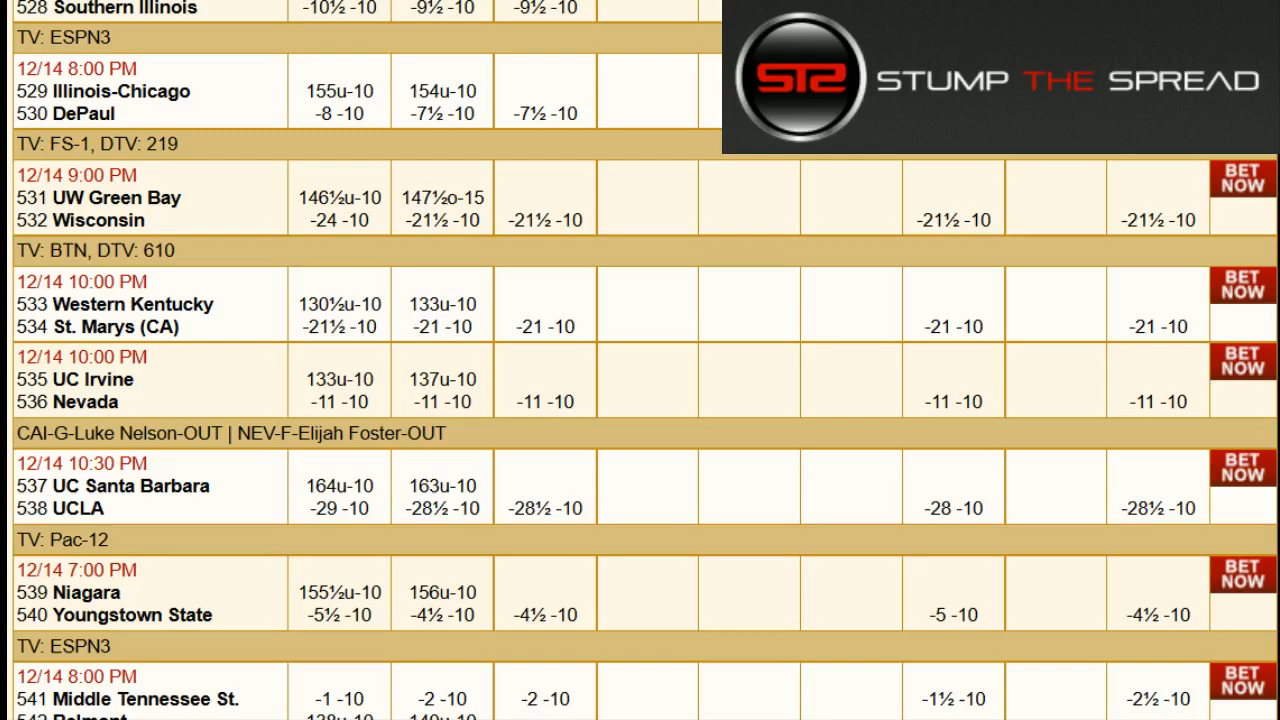 528 Southern Illinois -10½ -10 -9½ -10 -9½ -10
TV: ESPN3
STS STUMP THE SPREAD
12/14 8:00 PM
529 Illinois-Chicago 155u-10 154u-10
530 DePaul -8 -10 -7½ -10 -7½ -10
TV: FS-1, DTV: 219
12/14 9:00 PM BET NOW
531 UW Green Bay 146½u-10 147½o-15
532 Wisconsin -24 -10 -21½ -10 -21½ -10 -21½ -10 -21½ -10
TV: BTN, DTV: 610
12/14 10:00 PM BET NOW
533 Western Kentucky 130½u-10 133u-10
534 St. Marys (CA) -21½ -10 -21 -10 -21 -10 -21 -10 -21 -10
12/14 10:00 PM BET NOW
535 UC Irvine 133u-10 137u-10
536 Nevada -11 -10 -11 -10 -11 -10 -11 -10 -11 -10
CAI-G-Luke Nelson-OUT | NEV-F-Elijah Foster-OUT
12/14 10:30 PM BET NOW
537 UC Santa Barbara 164u-10 163u-10
538 UCLA -29 -10 -28½ -10 -28½ -10 -28 -10 -28½ -10
TV: Pac-12
12/14 7:00 PM BET NOW
539 Niagara 155½u-10 156u-10
540 Youngstown State -5½ -10 -4½ -10 -4½ -10 -5 -10 -4½ -10
TV: ESPN3
12/14 8:00 PM BET NOW
541 Middle Tennessee St. -1 -10 -2 -10 -2 -10 -1½ -10 -2½ -10
542 Belmont 138u-10 140u-10